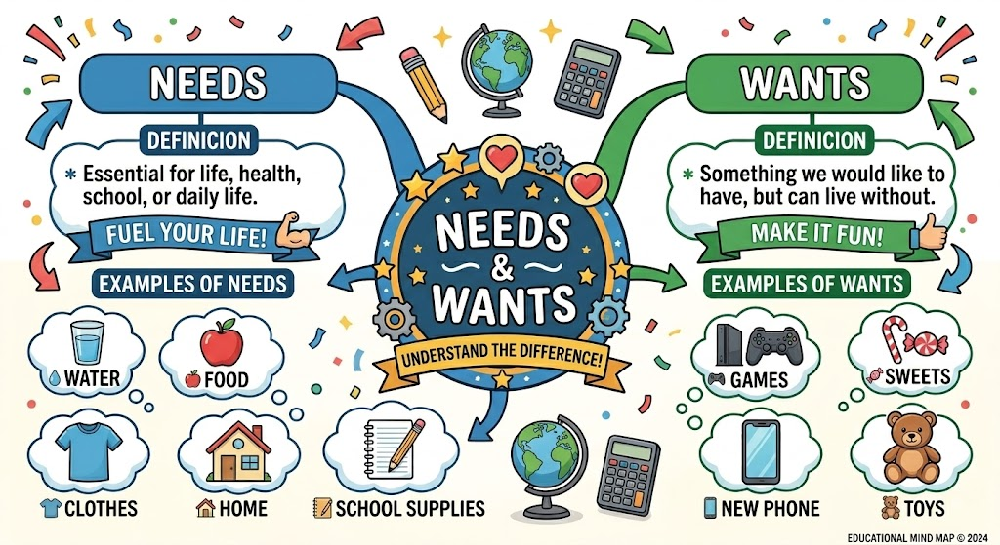 NEEDS
DEFINICION
* Essential for life, health,
school, or daily life.
FUEL YOUR LIFE!
EXAMPLES OF NEEDS
WATER
FOOD
CLOTHES
HOME
SCHOOL SUPPLIES
NEEDS
&
WANTS
UNDERSTAND THE DIFFERENCE!
WANTS
DEFINICION
* Something we would like to
have, but can live without.
MAKE IT FUN!
EXAMPLES OF WANTS
GAMES
SWEETS
NEW PHONE
TOYS
EDUCATIONAL MIND MAP © 2024